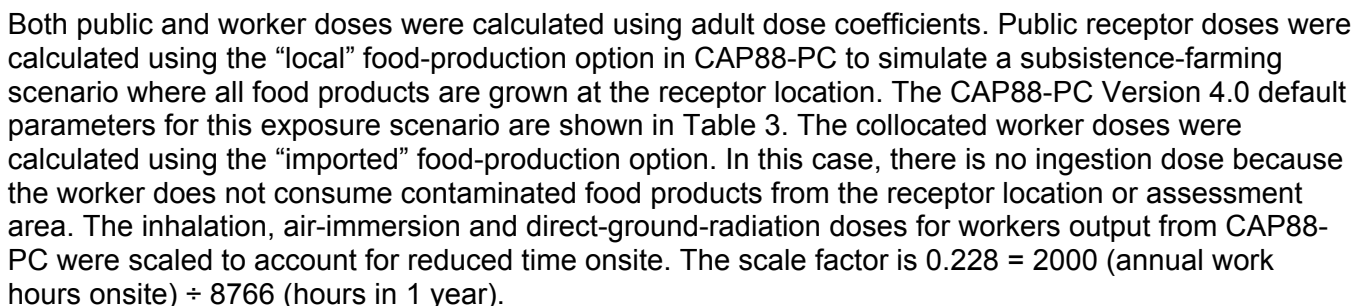 Both public and worker doses were calculated using adult dose coefficients. Public receptor doses were
calculated using the “local” food-production option in CAP88-PC to simulate a subsistence-farming
scenario where all food products are grown at the receptor location. The CAP88-PC Version 4.0 default
parameters for this exposure scenario are shown in Table 3. The collocated worker doses were
calculated using the “imported” food-production option. In this case, there is no ingestion dose because
the worker does not consume contaminated food products from the receptor location or assessment
area. The inhalation, air-immersion and direct-ground-radiation doses for workers output from CAP88-
PC were scaled to account for reduced time onsite. The scale factor is 0.228 = 2000 (annual work
hours onsite) ÷ 8766 (hours in 1 year).